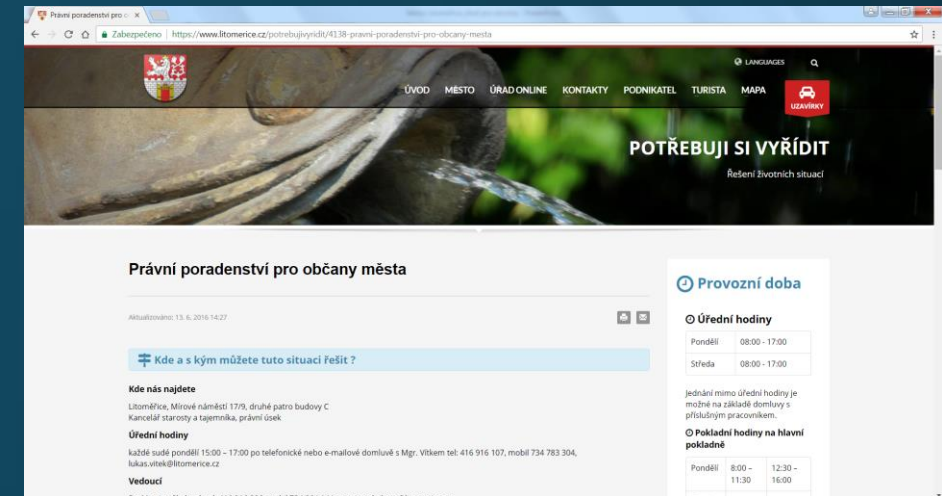 Právní poradenství pro o
Zabezpečeno | https://www.litomerice.cz/potrebujivyridit/4138-pravni-poradenstvi-pro-obcany-mesta
LANGUAGES
ÚVOD MĚSTO ÚŘAD ONLINE KONTAKTY PODNIKATEL TURISTA MAPA
UZAVÍRKY
POTŘEBUJI SI VYŘÍDIT
Řešení životních situací
Právní poradenství pro občany města
Aktualizováno: 13. 6. 2016 14:27
Kde a s kým můžete tuto situaci řešit ?
Kde nás najdete
Litoměřice, Mírové náměstí 17/9, druhé patro budovy C
Kancelář starosty a tajemníka, právní úsek
Úřední hodiny
každé sudé pondělí 15:00 – 17:00 po telefonické nebo e-mailové domluvě s Mgr. Vítkem tel: 416 916 107, mobil 734 783 304,
lukas.vitek@litomerice.cz
Vedoucí
Provozní doba
Úřední hodiny
Pondělí 08:00 - 17:00
Středa 08:00 - 17:00
Jednání mimo úřední hodiny je
možné na základě domluvy s
příslušným pracovníkem.
Pokladní hodiny na hlavní
pokladně
Pondělí 8:00 – 12:30 –
11:30 16:00